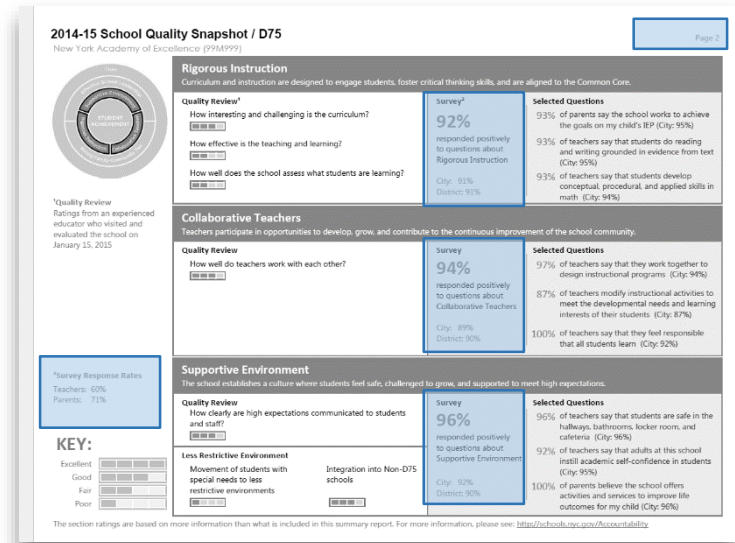 2014-15 School Quality Snapshot / D75
New York Academy of Excellence (99M999)
Page 2
STUDENT
ACHIEVEMENT
¹Quality Review
Ratings from an experienced
educator who visited and
evaluated the school on
January 15, 2015
²Survey Response Rates
Teachers: 60%
Parents: 71%
KEY:
Excellent
Good
Fair
Poor
Rigorous Instruction
Curriculum and instruction are designed to engage students, foster critical thinking skills, and are aligned to the Common Core.
Quality Review¹
How interesting and challenging is the curriculum?
How effective is the teaching and learning?
How well does the school assess what students are learning?
Survey²
92%
responded positively
to questions about
Rigorous Instruction
City: 91%
District: 91%
Selected Questions
93% of parents say the school works to achieve
the goals on my child's IEP (City: 95%)
93% of teachers say that students do reading
and writing grounded in evidence from text
(City: 95%)
93% of teachers say that students develop
conceptual, procedural, and applied skills in
math (City: 94%)
Collaborative Teachers
Teachers participate in opportunities to develop, grow, and contribute to the continuous improvement of the school community.
Quality Review
How well do teachers work with each other?
Survey
94%
responded positively
to questions about
Collaborative Teachers
City: 89%
District: 90%
Selected Questions
97% of teachers say that they work together to
design instructional programs (City: 94%)
87% of teachers modify instructional activities to
meet the developmental needs and learning
interests of their students (City: 87%)
100% of teachers say that they feel responsible
that all students learn (City: 92%)
Supportive Environment
The school establishes a culture where students feel safe, challenged to grow, and supported to meet high expectations.
Quality Review
How clearly are high expectations communicated to students
and staff?
Less Restrictive Environment
Movement of students with
special needs to less
restrictive environments
Integration into Non-D75
schools
Survey
96%
responded positively
to questions about
Supportive Environment
City: 92%
District: 90%
Selected Questions
96% of teachers say that students are safe in the
hallways, bathrooms, locker room, and
cafeteria (City: 96%)
92% of teachers say that adults at this school
instill academic self-confidence in students
(City: 95%)
100% of parents believe the school offers
activities and services to improve life
outcomes for my child (City: 96%)
The section ratings are based on more information than what is included in this summary report. For more information, please see: http://schools.nyc.gov/Accountability